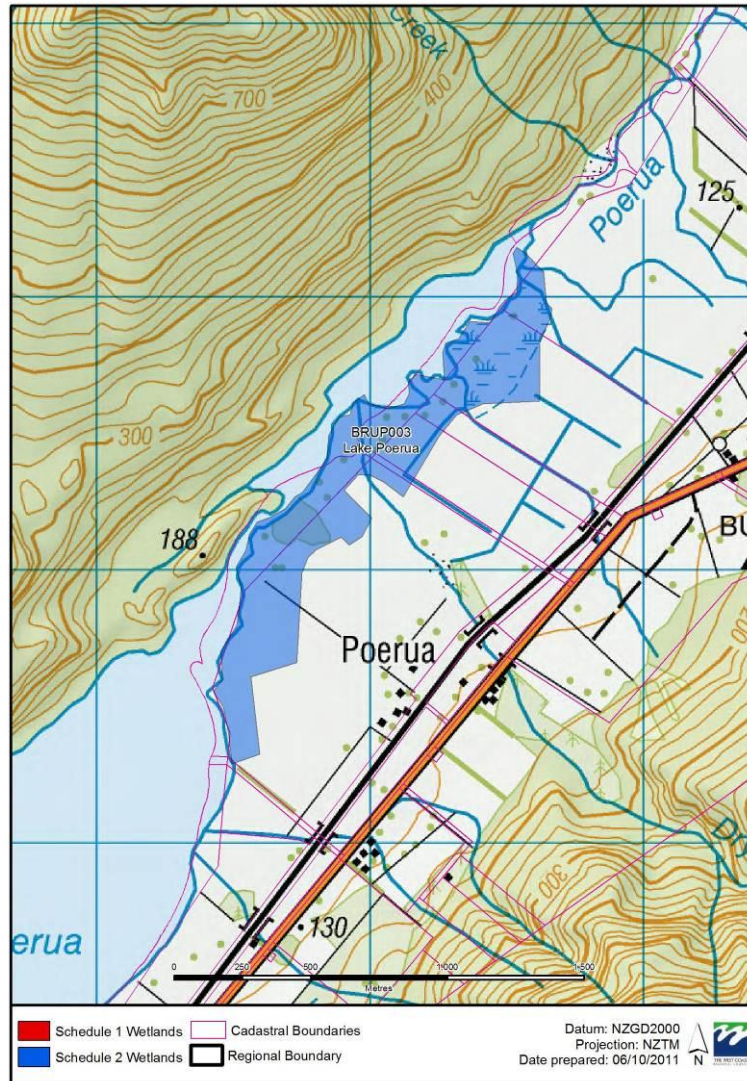 Creek
700
400
Poerua
125
300
BRUP003
Lake Poerua
188
BU
Poerua
00
Dry
300
erua
130
0 250 500 1,000 1,500
Metres
Schedule 1 Wetlands
Cadastral Boundaries
Schedule 2 Wetlands
Regional Boundary
Datum: NZGD2000
Projection: NZTM
Date prepared: 06/10/2011
N